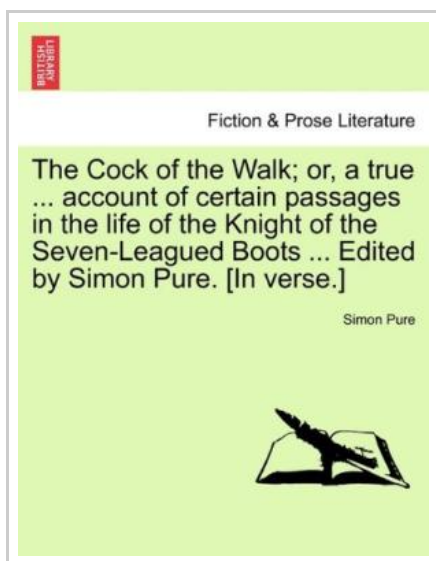 BRITISH
LIBRARY
Fiction & Prose Literature
The Cock of the Walk; or, a true
... account of certain passages
in the life of the Knight of the
Seven-Leagued Boots ... Edited
by Simon Pure. [In verse.]
Simon Pure